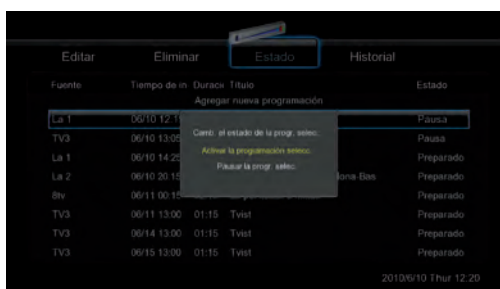 Editar Eliminar Estado Historial
Fuente Tiempo de in Duració Título Estado
Agregar nueva programación
La 1 06/10 12:1 Pausa
TV3 06/10 13:05 Pausa
La 1 06/10 14:25 Preparado
La 2 06/10 20:15 Bas Preparado
8tv 06/11 00:15 Preparado
TV3 06/11 13:00 01:15 Tvist Preparado
TV3 06/14 13:00 01:15 Tvist Preparado
TV3 06/15 13:00 01:15 Tvist Preparado
Camb. el estado de la progr. selec.
Activar la programación selecc.
Pausar la progr. selec.
2010/6/10 Thur 12:20